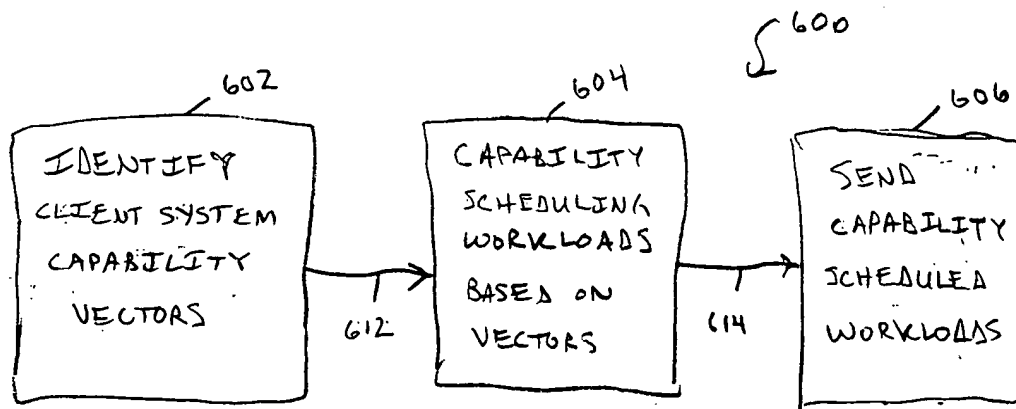 600
602
IDENTIFY
CLIENT SYSTEM
CAPABILITY
VECTORS
612
604
CAPABILITY
SCHEDULING
WORKLOADS
BASED ON
VECTORS
614
606
SEND
CAPABILITY
SCHEDULED
WORKLOADS